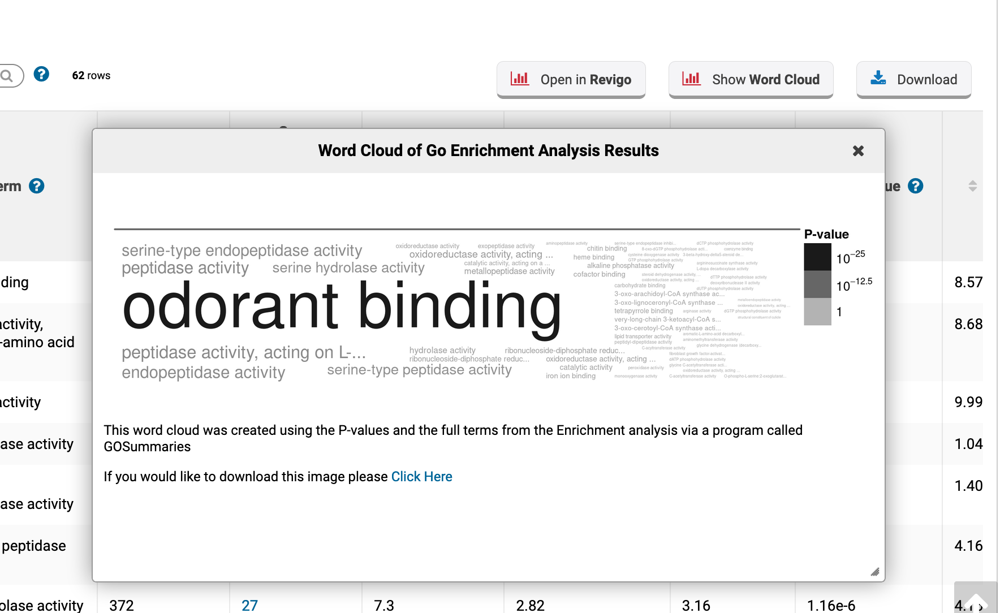 62 rows
Open in Revigo
Show Word Cloud
Download
erm
ue
Word Cloud of Go Enrichment Analysis Results
serine-type endopeptidase activity
peptidase activity
serine hydrolase activity
oxidoreductase activity
exopeptidase activity
oxidoreductase activity, acting ...
catalytic activity, acting on a ...
metallopeptidase activity
aminopeptidase activity
chitin binding
heme binding
alkaline phosphatase activity
cofactor binding
serine-type endopeptidase inhibi...
dCTP phosphohydrolase activity
8-oxo-dGTP phosphohydrolase acti...
coenzyme binding
cysteine dioxygenase activity
3-beta-hydroxy-delta5-steroid de...
GTP phosphohydrolase activity
argininosuccinate synthase activity
L-dopa decarboxylase activity
steroid dehydrogenase activity, ...
oxidoreductase activity, acting ...
dTTP phosphohydrolase activity
deoxyribonuclease II activity
odorant binding
carbohydrate binding
dUTP phosphohydrolase activity
3-oxo-arachidoyl-CoA synthase ac...
3-oxo-lignoceronyl-CoA synthase ...
metalloendopeptidase activity
oxidoreductase activity, acting ...
tetrapyrrole binding
arginase activity
dGTP phosphohydrolase activity
very-long-chain 3-ketoacyl-CoA s...
structural constituent of cuticle
3-oxo-cerotoyl-CoA synthase acti...
lipid transporter activity
aromatic-L-amino-acid decarboxyl...
peptidyl-dipeptidase activity
aminomethyltransferase activity
glycine dehydrogenase (decarboxy...
peptidase activity, acting on L-...
endopeptidase activity
serine-type peptidase activity
hydrolase activity
ribonucleoside-diphosphate reduc...
ribonucleoside-diphosphate reduc...
oxidoreductase activity, acting ...
catalytic activity
iron ion binding
C-acyltransferase activity
fibroblast growth factor-activat...
dATP phosphohydrolase activity
glycine C-acetyltransferase acti...
peroxidase activity
oxidoreductase activity, acting ...
monooxygenase activity
C-acetyltransferase activity
O-phospho-L-serine:2-oxoglutarat...
P-value
10−25
10−12.5
1
This word cloud was created using the P-values and the full terms from the Enrichment analysis via a program called
GOSummaries
If you would like to download this image please Click Here
ding
8.57
activity,
-amino acid
8.68
activity
9.99
ase activity
1.04
ase activity
1.40
peptidase
4.16
olase activity
372
27
7.3
2.82
3.16
1.16e-6